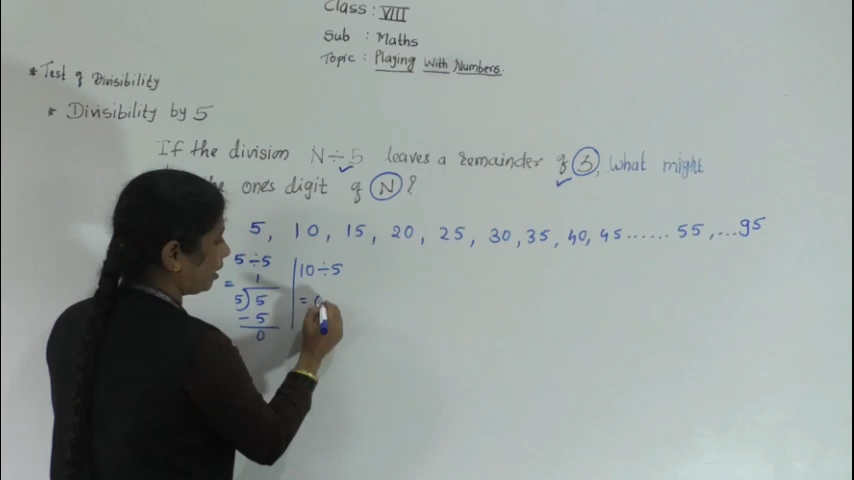 Class : VIII
Sub : Maths
Topic : Playing With Numbers
* Test of Divisibility
* Divisibility by 5
If the division N÷5 leaves a remainder of 3, what might
the ones digit of N?
5, 10, 15, 20, 25, 30, 35, 40, 45...... 55, ...95
5÷5
= 1
5)5
-5
0
10÷5
=